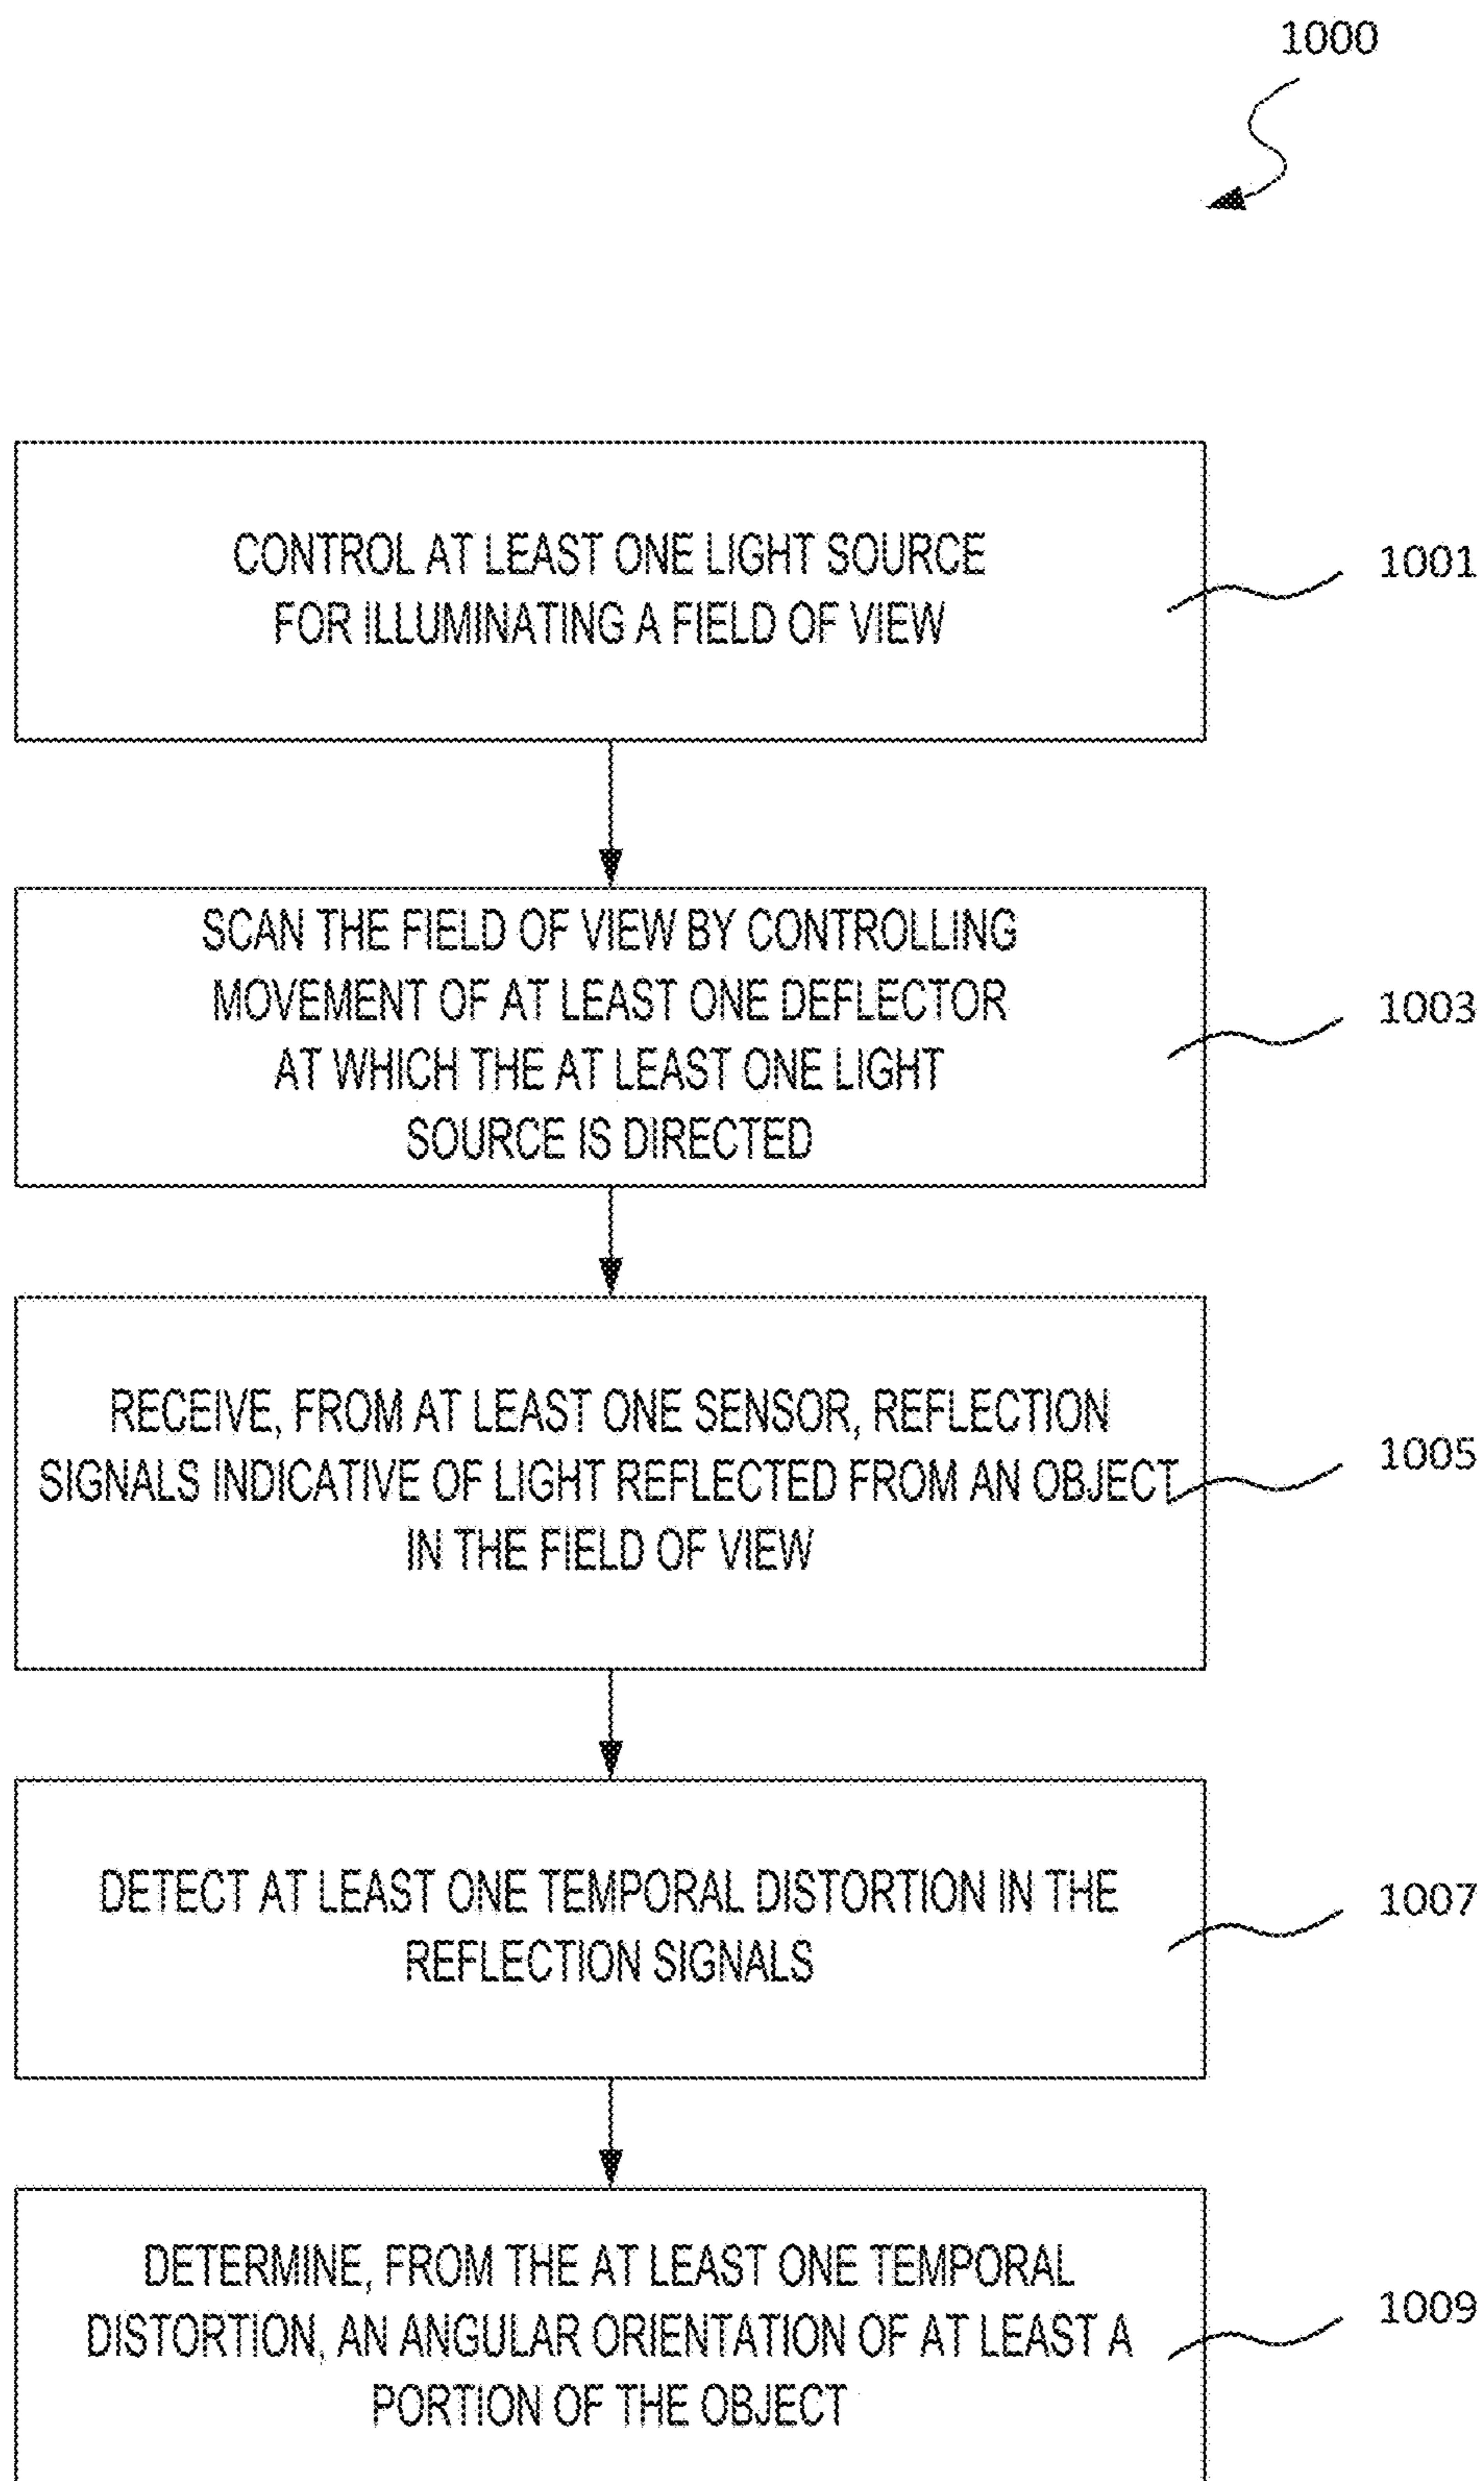 1000
CONTROL AT LEAST ONE LIGHT SOURCE
FOR ILLUMINATING A FIELD OF VIEW
1001
SCAN THE FIELD OF VIEW BY CONTROLLING
MOVEMENT OF AT LEAST ONE DEFLECTOR
AT WHICH THE AT LEAST ONE LIGHT
SOURCE IS DIRECTED
1003
RECEIVE, FROM AT LEAST ONE SENSOR, REFLECTION
SIGNALS INDICATIVE OF LIGHT REFLECTED FROM AN OBJECT
IN THE FIELD OF VIEW
1005
DETECT AT LEAST ONE TEMPORAL DISTORTION IN THE
REFLECTION SIGNALS
1007
DETERMINE, FROM THE AT LEAST ONE TEMPORAL
DISTORTION, AN ANGULAR ORIENTATION OF AT LEAST A
PORTION OF THE OBJECT
1009